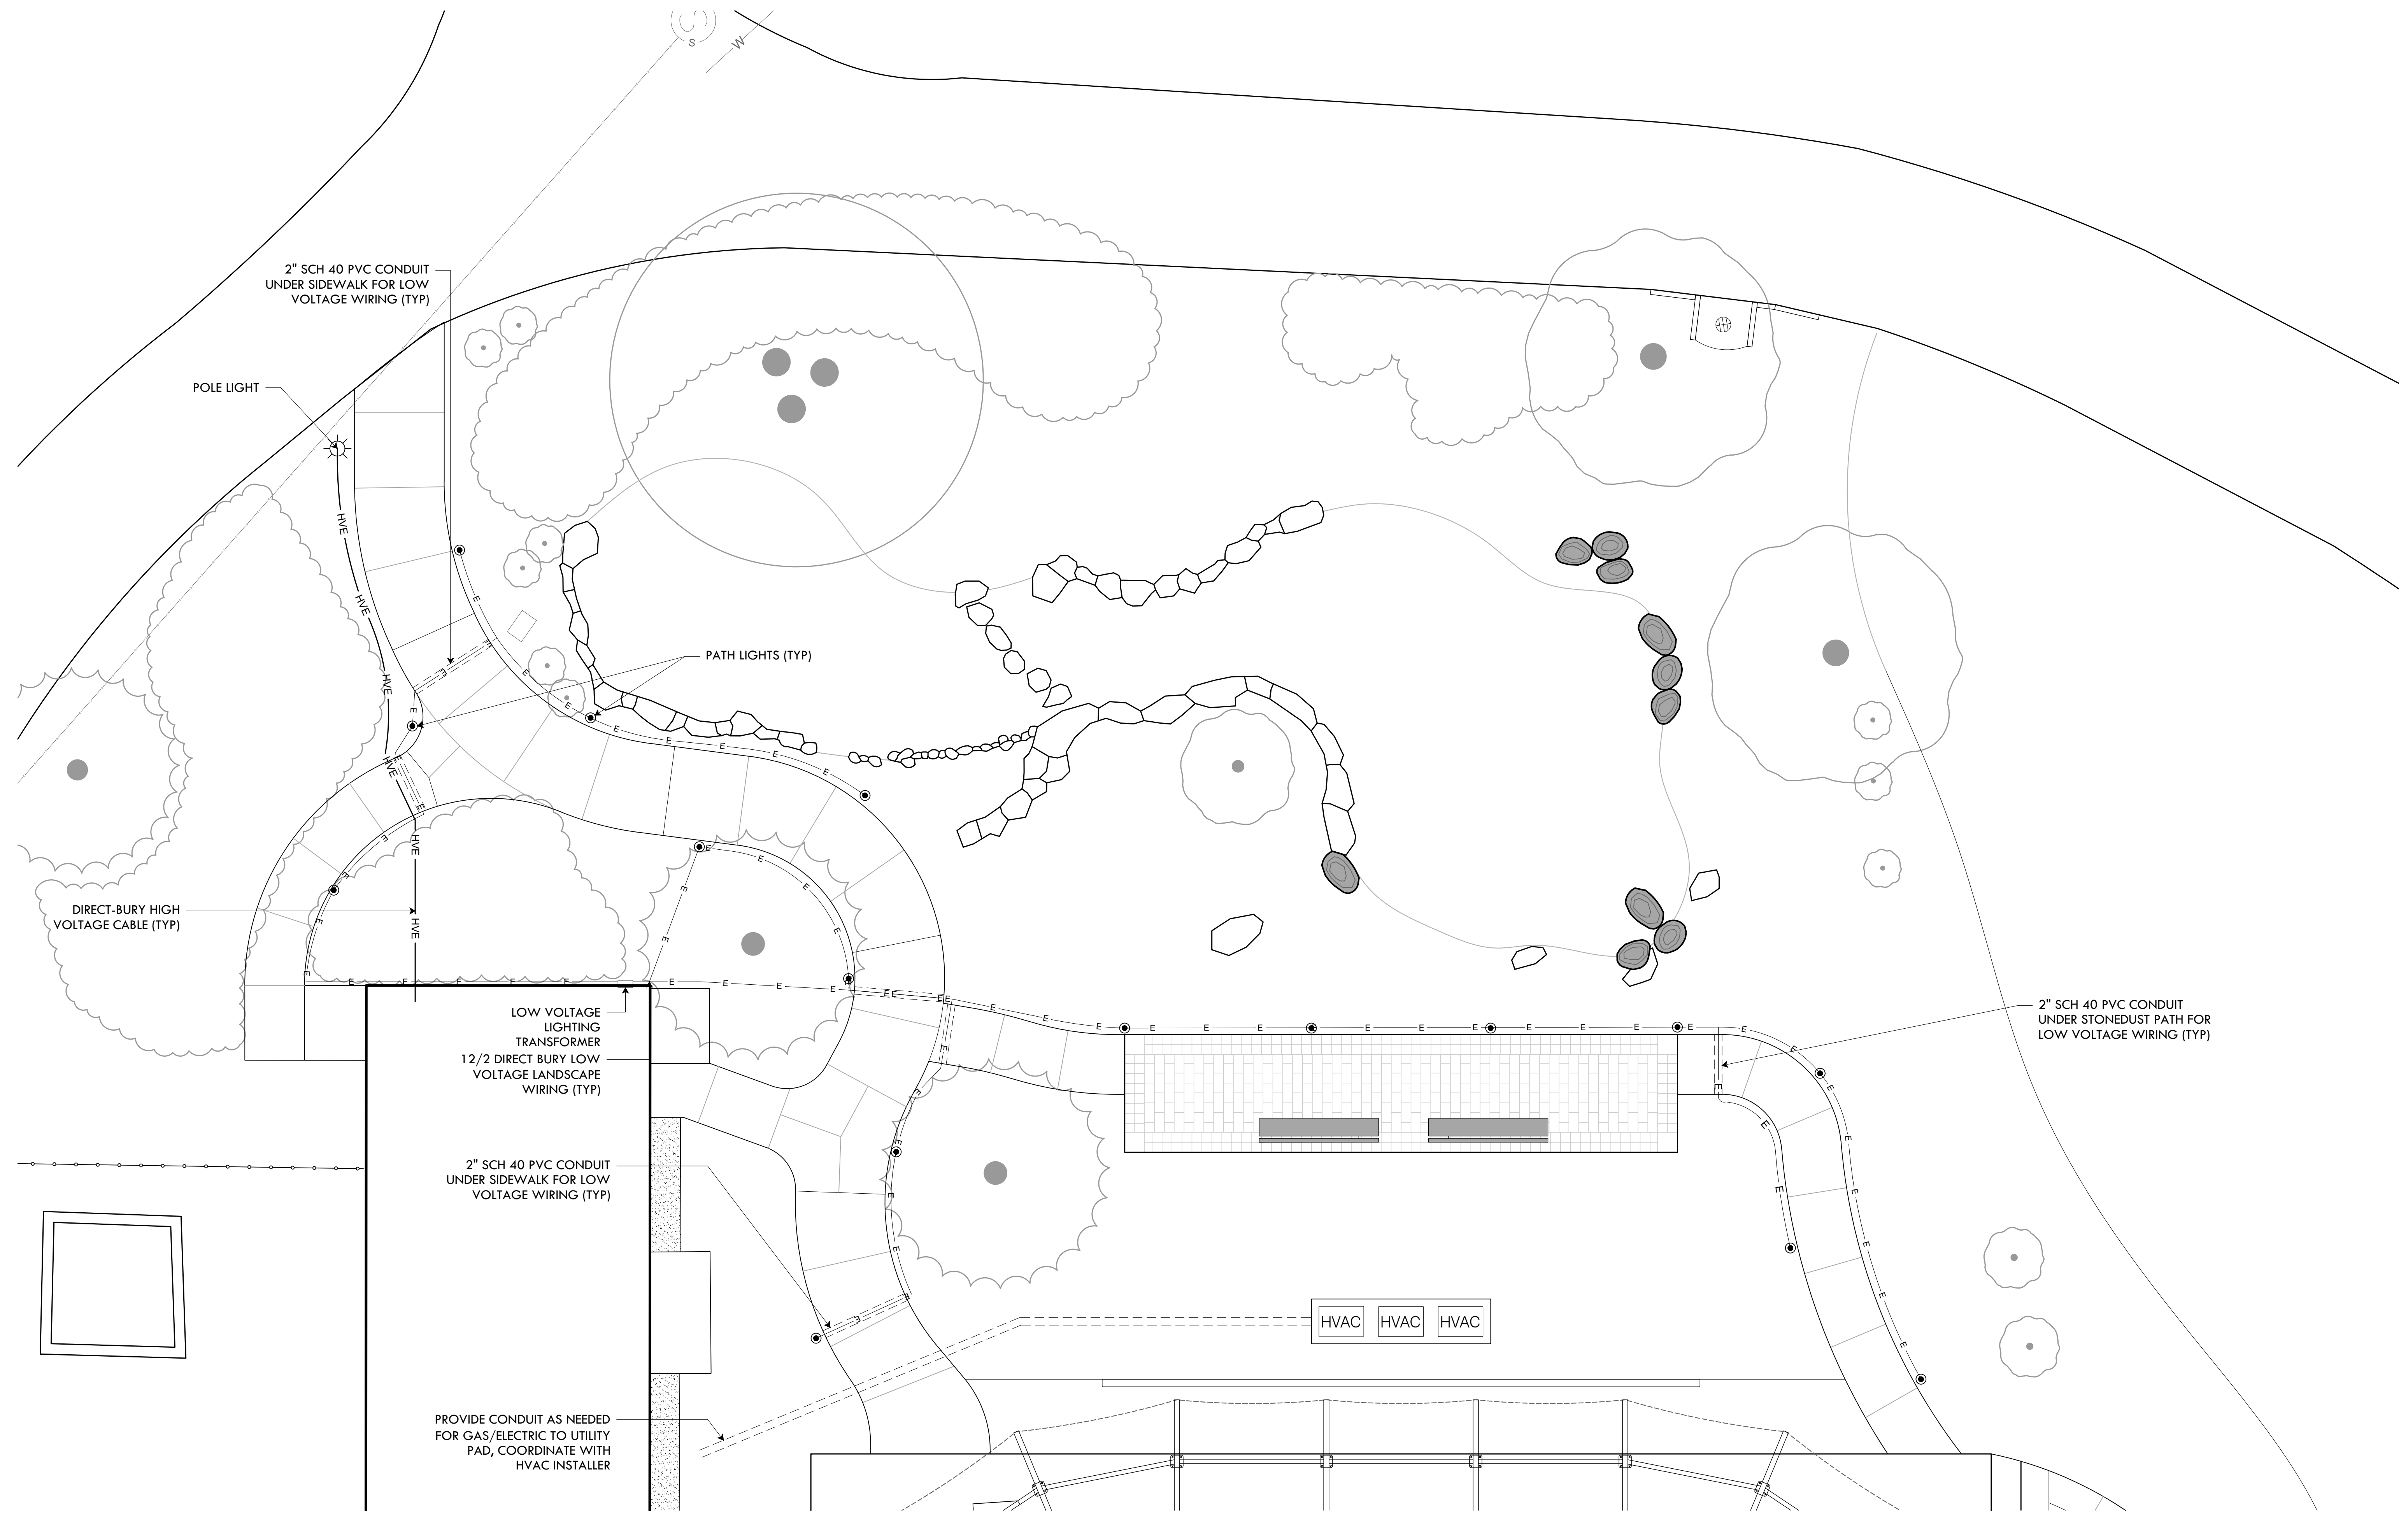 S
W
2" SCH 40 PVC CONDUIT
UNDER SIDEWALK FOR LOW
VOLTAGE WIRING (TYP)
POLE LIGHT
HVE
HVE
E
PATH LIGHTS (TYP)
E
E
E
HVE
E
E
E
E
E
E
E
HVE
E
E
E
HVE
E
E
E
E
E
E
DIRECT-BURY HIGH
VOLTAGE CABLE (TYP)
E
HVE
E
E
E
E
E
E
E
E
E
E
E
E
E
EE
EE
E
E
E
E
E
E
E
E
E
E
E
E
E
LOW VOLTAGE
LIGHTING
TRANSFORMER
12/2 DIRECT BURY LOW
VOLTAGE LANDSCAPE
WIRING (TYP)
2" SCH 40 PVC CONDUIT
UNDER STONEDUST PATH FOR
LOW VOLTAGE WIRING (TYP)
E
E
E
E
E
E
E
E
2" SCH 40 PVC CONDUIT
UNDER SIDEWALK FOR LOW
VOLTAGE WIRING (TYP)
E
E
E
E
E
E
E
E
E
HVAC
HVAC
HVAC
PROVIDE CONDUIT AS NEEDED
FOR GAS/ELECTRIC TO UTILITY
PAD, COORDINATE WITH
HVAC INSTALLER